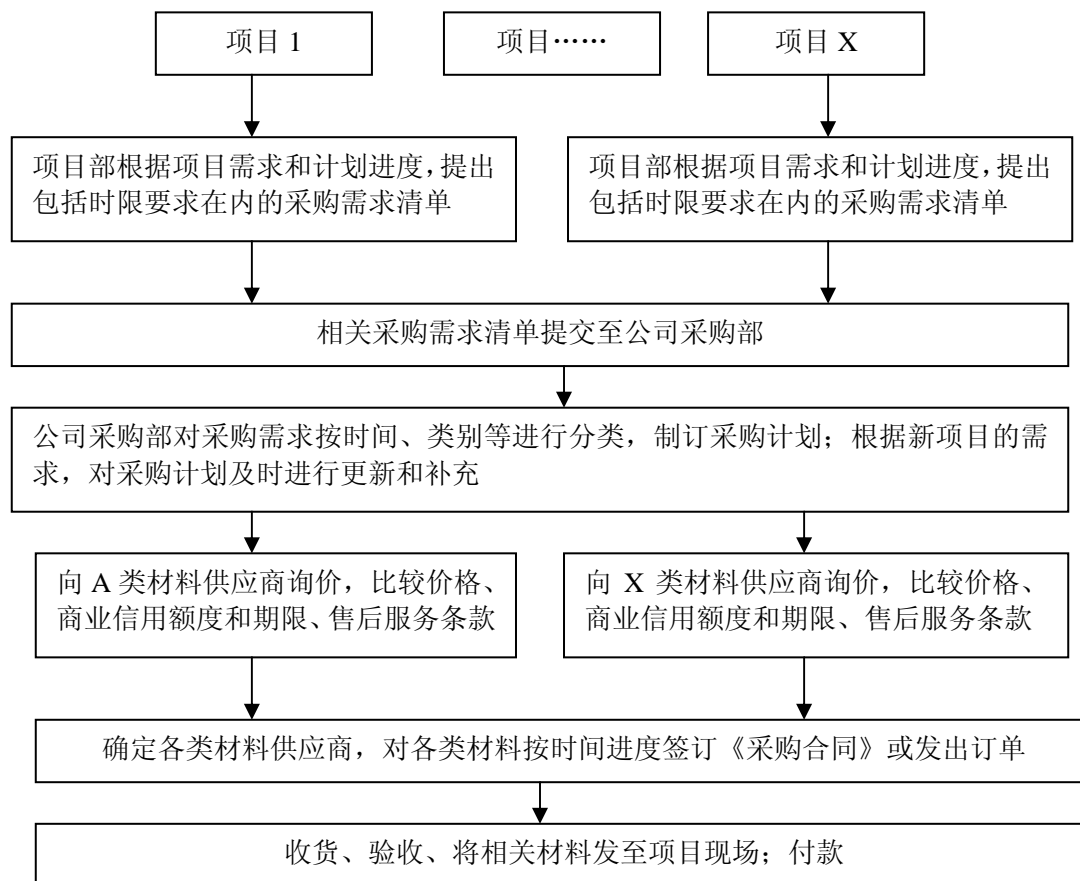 项目 1
项目……
项目 X
项目部根据项目需求和计划进度，提出
包括时限要求在内的采购需求清单
项目部根据项目需求和计划进度，提出
包括时限要求在内的采购需求清单
相关采购需求清单提交至公司采购部
公司采购部对采购需求按时间、类别等进行分类，制订采购计划；根据新项目的需
求，对采购计划及时进行更新和补充
向 A 类材料供应商询价，比较价格、
商业信用额度和期限、售后服务条款
向 X 类材料供应商询价，比较价格、
商业信用额度和期限、售后服务条款
确定各类材料供应商，对各类材料按时间进度签订《采购合同》或发出订单
收货、验收、将相关材料发至项目现场；付款